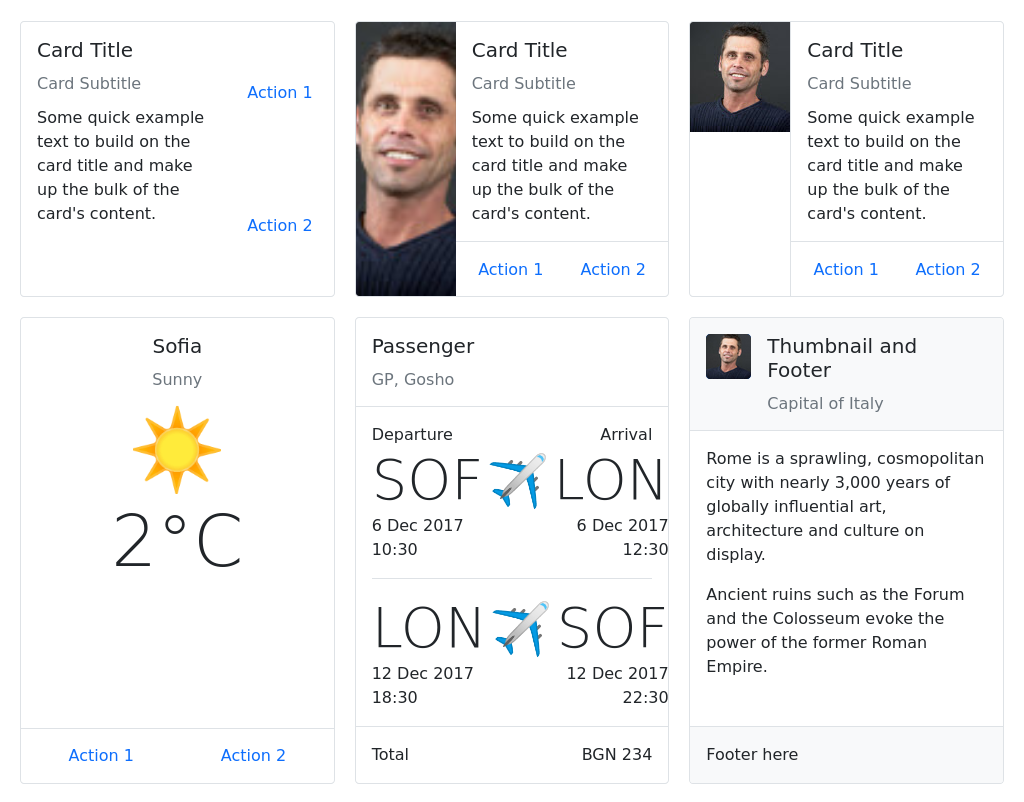 Card Title
Card Subtitle
Some quick example
text to build on the
card title and make
up the bulk of the
card's content.
Action 1
Action 2
Card Title
Card Subtitle
Some quick example
text to build on the
card title and make
up the bulk of the
card's content.
Action 1 Action 2
Card Title
Card Subtitle
Some quick example
text to build on the
card title and make
up the bulk of the
card's content.
Action 1 Action 2
Sofia
Sunny
2°C
Action 1 Action 2
Passenger
GP, Gosho
Departure Arrival
SOF LON
6 Dec 2017 6 Dec 2017
10:30 12:30
LON SOF
12 Dec 2017 12 Dec 2017
18:30 22:30
Total BGN 234
Thumbnail and
Footer
Capital of Italy
Rome is a sprawling, cosmopolitan
city with nearly 3,000 years of
globally influential art,
architecture and culture on
display.
Ancient ruins such as the Forum
and the Colosseum evoke the
power of the former Roman
Empire.
Footer here